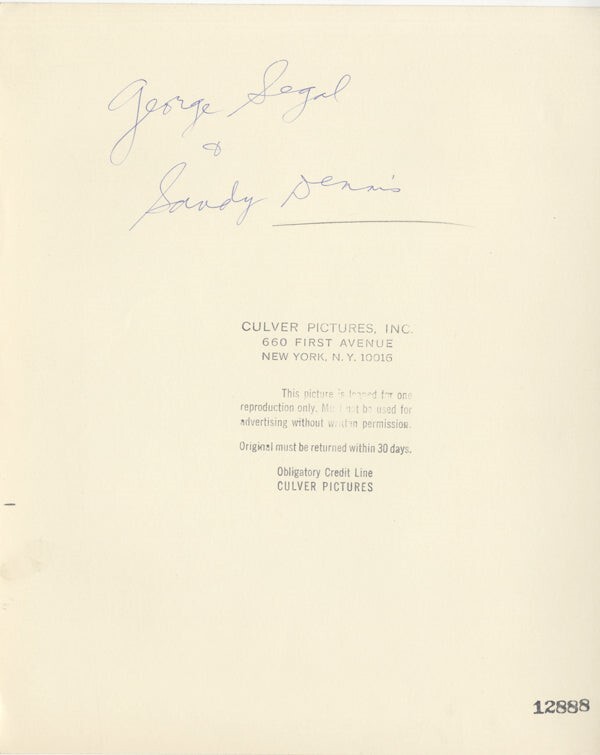 George Segal
&
Sandy Dennis
CULVER PICTURES, INC.
660 FIRST AVENUE
NEW YORK, N. Y. 10016
This picture is loaned for one
reproduction only. Must not be used for
advertising without written permission.
Original must be returned within 30 days.
Obligatory Credit Line
CULVER PICTURES
12888